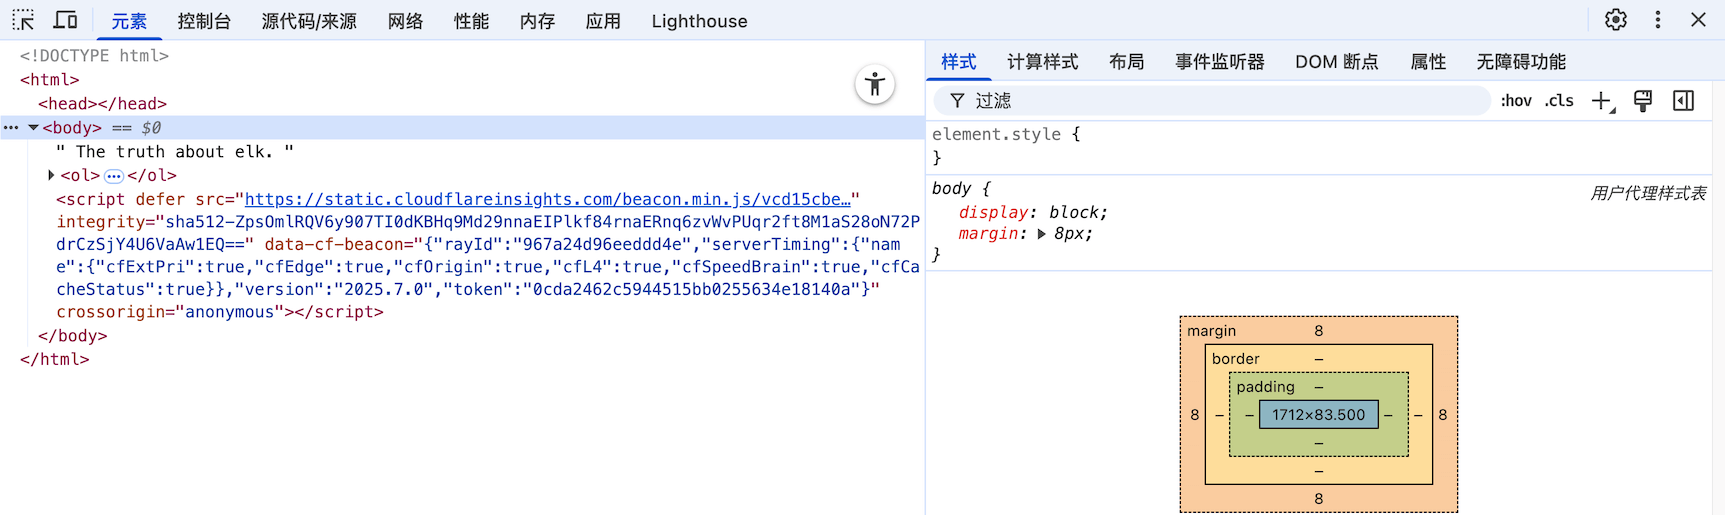 元素 控制台 源代码/来源 网络 性能 内存 应用 Lighthouse
<!DOCTYPE html>
<html>
<head></head>
<body> == $0
" The truth about elk. "
<ol> ••• </ol>
<script defer src="https://static.cloudflareinsights.com/beacon.min.js/vcd15cbe…"
integrity="sha512-ZpsOmlRQV6y907TI0dKBHq9Md29nnaEIPlkf84rnaERnq6zvWvPUqr2ft8M1aS28oN72P
drCzSjY4U6VaAw1EQ==" data-cf-beacon="{"rayId":"967a24d96eeddd4e","serverTiming":{"nam
e":{"cfExtPri":true,"cfEdge":true,"cfOrigin":true,"cfL4":true,"cfSpeedBrain":true,"cfCa
cheStatus":true}},"version":"2025.7.0","token":"0cda2462c5944515bb0255634e18140a"}"
crossorigin="anonymous"></script>
</body>
</html>
样式 计算样式 布局 事件监听器 DOM 断点 属性 无障碍功能
过滤 :hov .cls
element.style {
}
body { 用户代理样式表
display: block;
margin: 8px;
}
margin 8
border –
padding –
8 – – 1712×83.500 – – 8
–
–
8